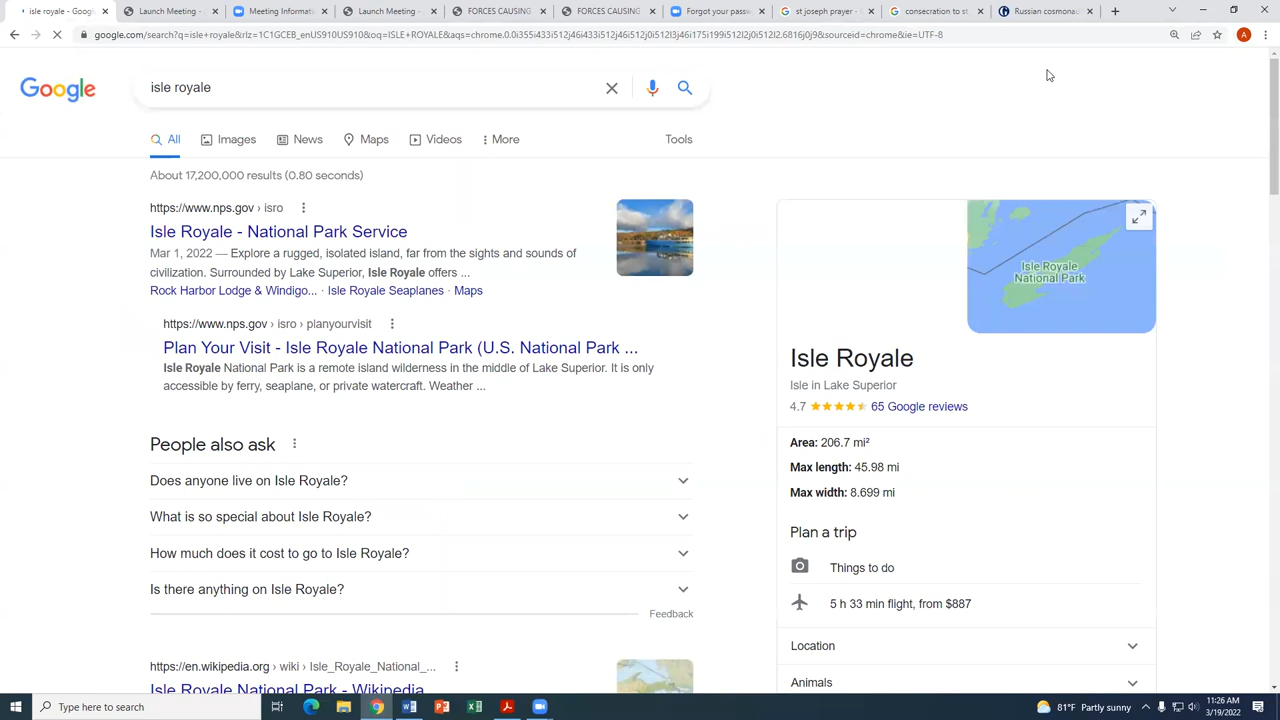 isle royale - Goog
Launch Meeting -
Meeting Informati
Launch Meeting -
FORCES CAUSING
FORCES CAUSING
Forgot your passw
st joseph prayer -
consecration to st
Russian cosmonau
google.com/search?q=isle+royale&rlz=1C1GCEB_enUS910US910&oq=ISLE+ROYALE&aqs=chrome.0.0i355i433i512j46i433i512j46i512j0i512l3j46i175i199i512j0i512l2.6816j0j9&sourceid=chrome&ie=UTF-8
A
Google
isle royale
All
Images
News
Maps
Videos
More
Tools
About 17,200,000 results (0.80 seconds)
https://www.nps.gov › isro
Isle Royale - National Park Service
Mar 1, 2022 — Explore a rugged, isolated island, far from the sights and sounds of
civilization. Surrounded by Lake Superior, Isle Royale offers ...
Rock Harbor Lodge & Windigo... · Isle Royale Seaplanes · Maps
https://www.nps.gov › isro › planyourvisit
Plan Your Visit - Isle Royale National Park (U.S. National Park ...
Isle Royale National Park is a remote island wilderness in the middle of Lake Superior. It is only
accessible by ferry, seaplane, or private watercraft. Weather ...
People also ask
Does anyone live on Isle Royale?
What is so special about Isle Royale?
How much does it cost to go to Isle Royale?
Is there anything on Isle Royale?
Feedback
https://en.wikipedia.org › wiki › Isle_Royale_National_...
Isle Royale National Park - Wikipedia
Isle Royale
National Park
Isle Royale
Isle in Lake Superior
4.7
65 Google reviews
Area: 206.7 mi²
Max length: 45.98 mi
Max width: 8.699 mi
Plan a trip
Things to do
5 h 33 min flight, from $887
Location
Animals
Type here to search
81°F Partly sunny
11:26 AM
3/19/2022